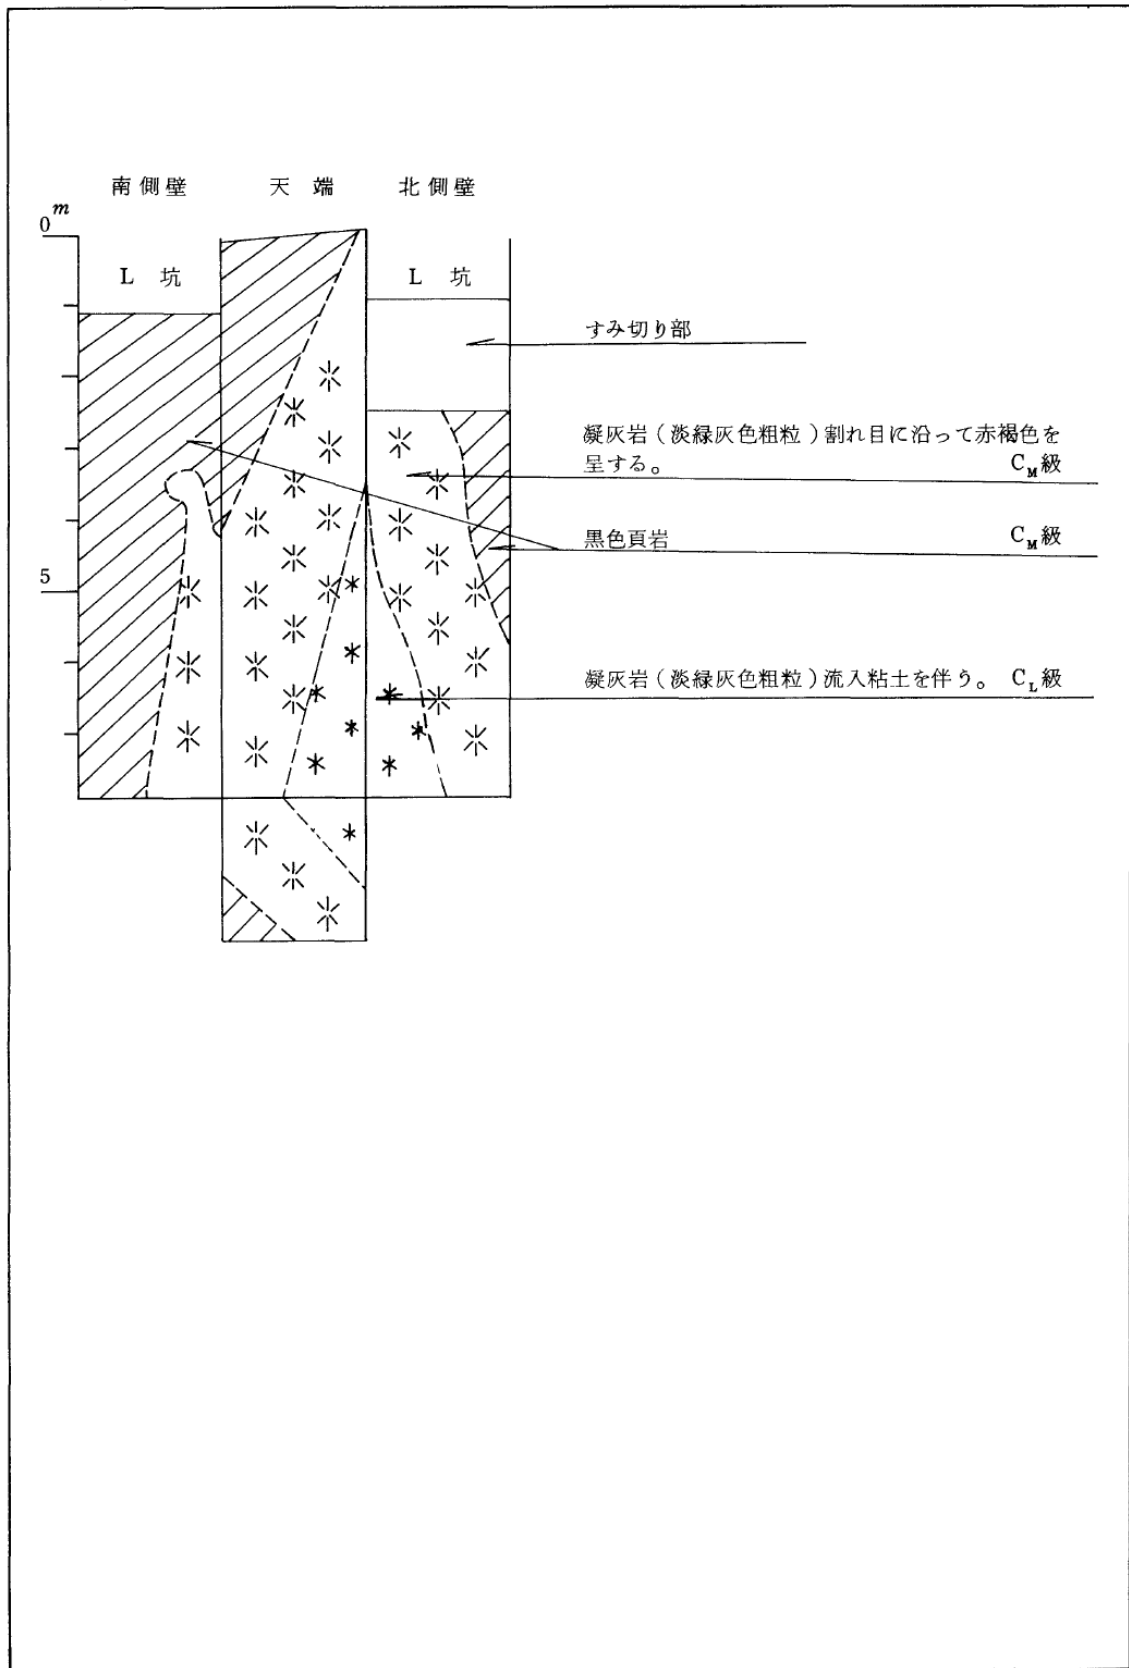 南側壁
天端
北側壁
0 m
L 坑
L 坑
すみ切り部
凝灰岩（淡緑灰色粗粒）割れ目に沿って赤褐色を
呈する。 CM級
黒色頁岩 CM級
5
凝灰岩（淡緑灰色粗粒）流入粘土を伴う。 CL級